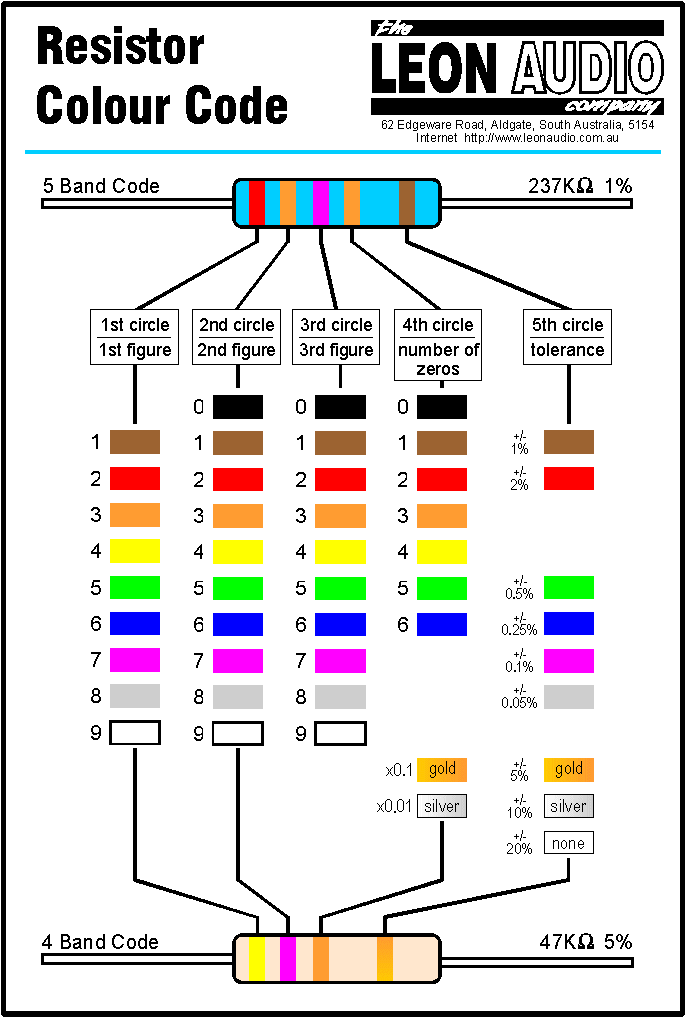 Resistor
Colour Code
the
LEON AUDIO
company
62 Edgeware Road, Aldgate, South Australia, 5154
Internet http://www.leonaudio.com.au
5 Band Code
237KΩ 1%
1st circle
1st figure
2nd circle
2nd figure
3rd circle
3rd figure
4th circle
number of
zeros
5th circle
tolerance
0 0 0
1 1 1 1 +/- 1%
2 2 2 2 +/- 2%
3 3 3 3
4 4 4 4
5 5 5 5 +/- 0.5%
6 6 6 6 +/- 0.25%
7 7 7 +/- 0.1%
8 8 8 +/- 0.05%
9 9 9
x0.1 gold +/- 5% gold
x0.01 silver +/- 10% silver
+/- 20% none
4 Band Code
47KΩ 5%